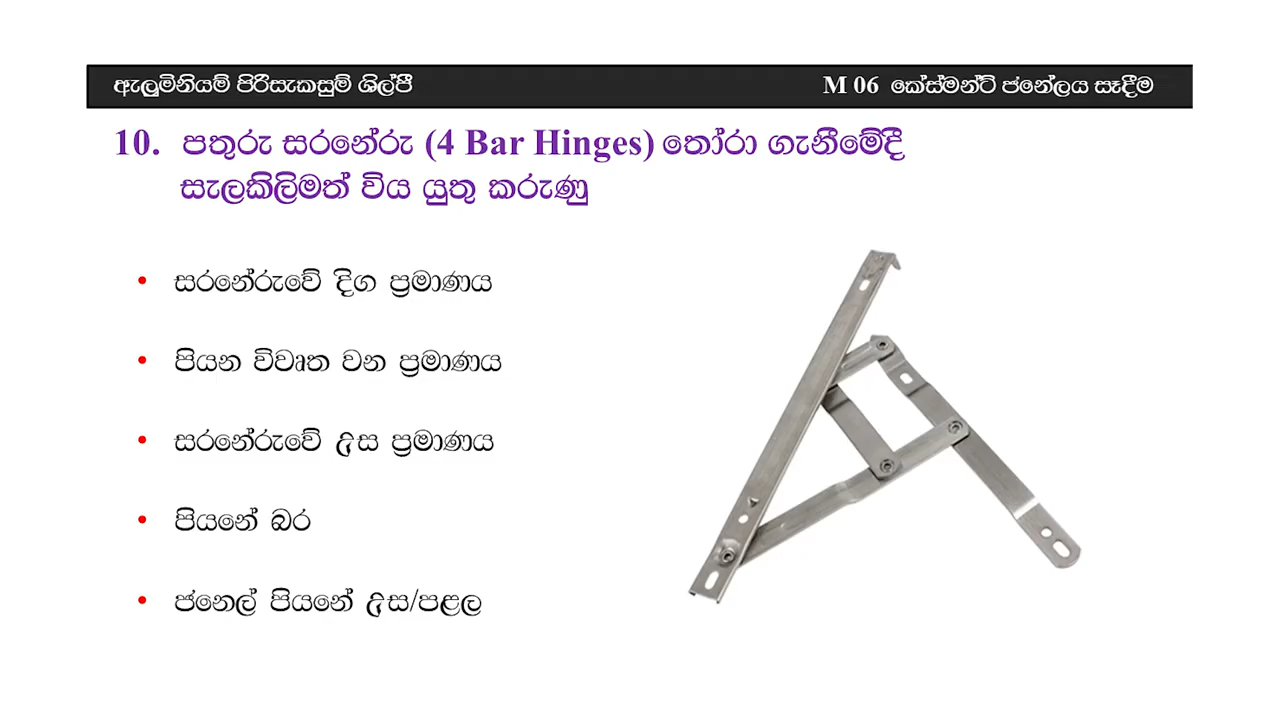 ඇලුමිනියම් පිරිසැකසුම් ශිල්පී
M 06 කේස්මන්ට් ජනේලය සෑදීම
10. පතුරු සරනේරු (4 Bar Hinges) තෝරා ගැනීමේදී
සැලකිලිමත් විය යුතු කරුණු
• සරනේරුවේ දිග ප්‍රමාණය
• පියන විවෘත වන ප්‍රමාණය
• සරනේරුවේ උස ප්‍රමාණය
• පියනේ බර
• ජනෙල් පියනේ උස/පළල